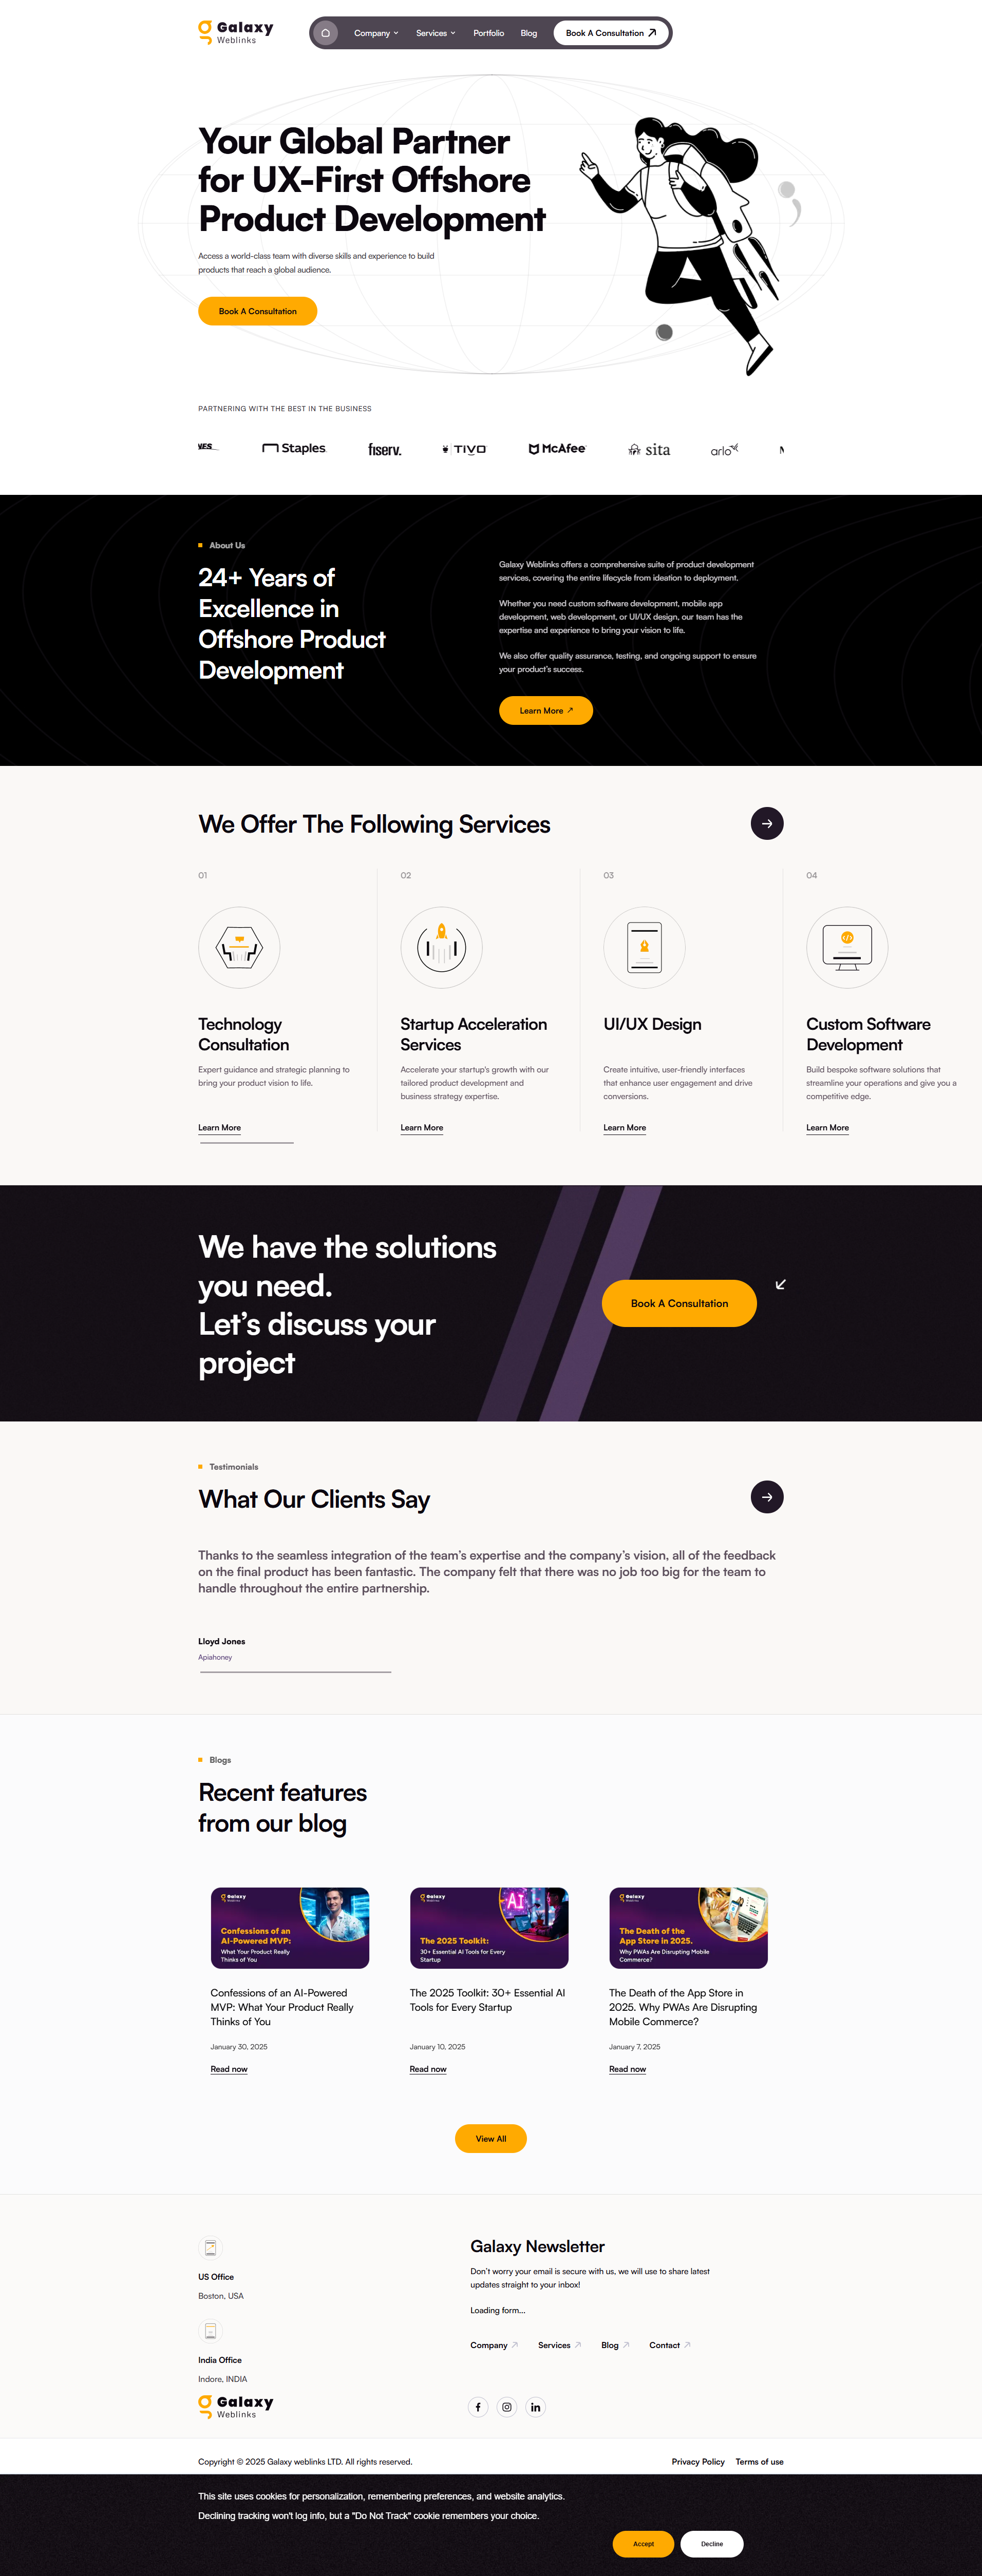 Galaxy
Weblinks
Company
Services
Portfolio
Blog
Book A Consultation
Your Global Partner
for UX-First Offshore
Product Development
Access a world-class team with diverse skills and experience to build
products that reach a global audience.
Book A Consultation
PARTNERING WITH THE BEST IN THE BUSINESS
Staples
fiserv.
TIVO
McAfee
sita
arlo
About Us
24+ Years of
Excellence in
Offshore Product
Development
Galaxy Weblinks offers a comprehensive suite of product development
services, covering the entire lifecycle from ideation to deployment.
Whether you need custom software development, mobile app
development, web development, or UI/UX design, our team has the
expertise and experience to bring your vision to life.
We also offer quality assurance, testing, and ongoing support to ensure
your product's success.
Learn More
We Offer The Following Services
01
Technology
Consultation
Expert guidance and strategic planning to
bring your product vision to life.
Learn More
02
Startup Acceleration
Services
Accelerate your startup's growth with our
tailored product development and
business strategy expertise.
Learn More
03
UI/UX Design
Create intuitive, user-friendly interfaces
that enhance user engagement and drive
conversions.
Learn More
04
Custom Software
Development
Build bespoke software solutions that
streamline your operations and give you a
competitive edge.
Learn More
We have the solutions
you need.
Let's discuss your
project
Book A Consultation
Testimonials
What Our Clients Say
Thanks to the seamless integration of the team's expertise and the company's vision, all of the feedback
on the final product has been fantastic. The company felt that there was no job too big for the team to
handle throughout the entire partnership.
Lloyd Jones
Apiahoney
Blogs
Recent features
from our blog
Galaxy
Weblinks
Confessions of an
AI-Powered MVP:
What Your Product Really
Thinks of You
Confessions of an AI-Powered
MVP: What Your Product Really
Thinks of You
January 30, 2025
Read now
Galaxy
Weblinks
AI
The 2025 Toolkit:
30+ Essential AI Tools for Every
Startup
The 2025 Toolkit: 30+ Essential AI
Tools for Every Startup
January 10, 2025
Read now
Galaxy
Weblinks
The Death of the
App Store in 2025.
Why PWAs Are Disrupting Mobile
Commerce?
The Death of the App Store in
2025. Why PWAs Are Disrupting
Mobile Commerce?
January 7, 2025
Read now
View All
US Office
Boston, USA
India Office
Indore, INDIA
Galaxy
Weblinks
Galaxy Newsletter
Don't worry your email is secure with us, we will use to share latest
updates straight to your inbox!
Loading form...
Company
Services
Blog
Contact
Copyright © 2025 Galaxy weblinks LTD. All rights reserved.
Privacy Policy
Terms of use
This site uses cookies for personalization, remembering preferences, and website analytics.
Declining tracking won't log info, but a "Do Not Track" cookie remembers your choice.
Accept
Decline